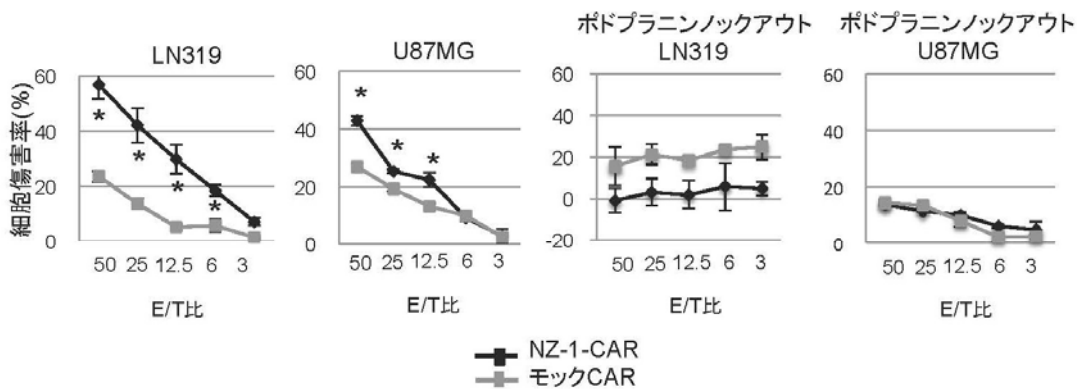 ポドプラニンノックアウト ポドプラニンノックアウト
LN319 U87MG LN319 U87MG
細胞傷害率(%)
60 60 60 60
40 40 40 40
20 20 20 20
0 0 0 0
-20
* * * *
* * *
50 25 12.5 6 3
50 25 12.5 6 3
50 25 12.5 6 3
50 25 12.5 6 3
E/T比 E/T比 E/T比 E/T比
NZ-1-CAR
モックCAR